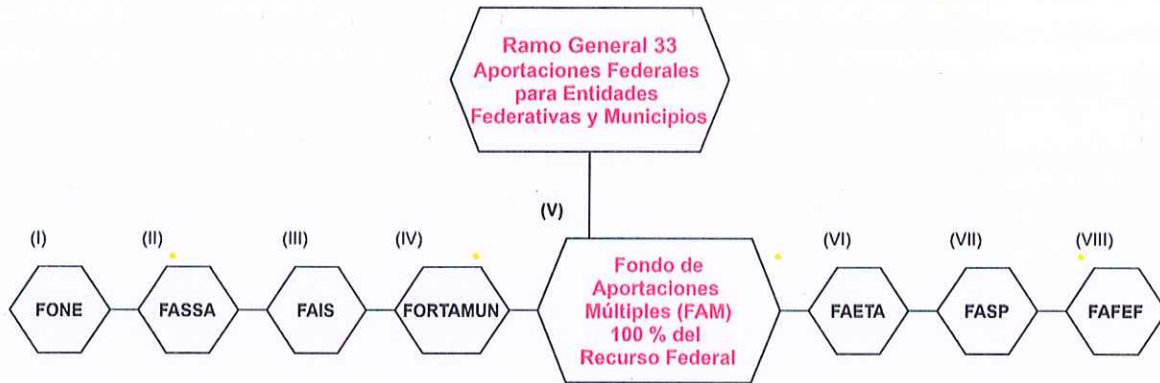 Ramo General 33
Aportaciones Federales
para Entidades
Federativas y Municipios
(V)
(I)
(II)
(III)
(IV)
(VI)
(VII)
(VIII)
FONE
FASSA
FAIS
FORTAMUN
Fondo de
Aportaciones
Múltiples (FAM)
100 % del
Recurso Federal
FAETA
FASP
FAFEF